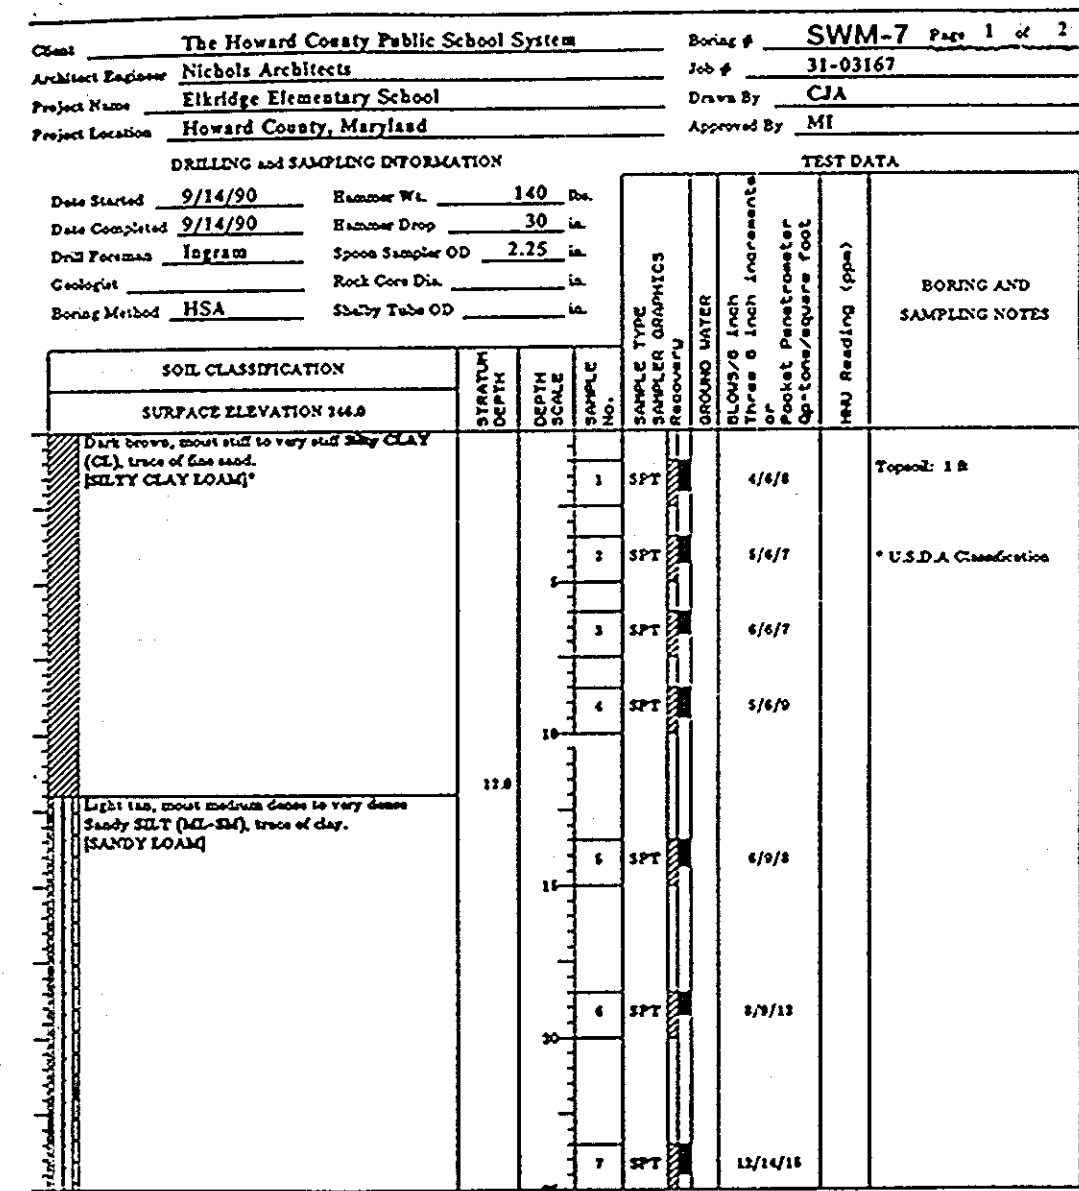 Client The Howard County Public School System
Boring # SWM-7 Page 1 of 2
Architect Engineer Nichols Architects
Job # 31-03167
Project Name Elkridge Elementary School
Drawn By CJA
Project Location Howard County, Maryland
Approved By MI
DRILLING and SAMPLING INFORMATION
TEST DATA
Date Started 9/14/90 Hammer Wt. 140 lbs.
Date Completed 9/14/90 Hammer Drop 30 in.
Drill Foreman Ingram Spoon Sampler OD 2.25 in.
Geologist Rock Core Dia. in.
Boring Method HSA Shelby Tube OD in.
SOIL CLASSIFICATION
SURFACE ELEVATION
STRATUM DEPTH
DEPTH SCALE
SAMPLE No.
SAMPLE TYPE
SAMPLER GRAPHICS
Recovery
GROUND WATER
BLOWS/6 inch
Three 6 inch increments
or
Pocket Penetrometer
Qp-tons/square foot
HNU Reading (ppm)
BORING AND
SAMPLING NOTES
Dark brown, moist stiff to very stiff Silty CLAY
(CL), trace of fine sand.
[SILTY CLAY LOAM]*
1 SPT 4/6/8
Topsoil: 1 ft
2 SPT 5/6/7
* U.S.D.A Classification
5
3 SPT 6/6/7
4 SPT 5/6/9
10
12.0
Light tan, moist medium dense to very dense
Sandy SILT (ML-SM), trace of clay.
[SANDY LOAM]
5 SPT 6/9/8
15
6 SPT
7 SPT